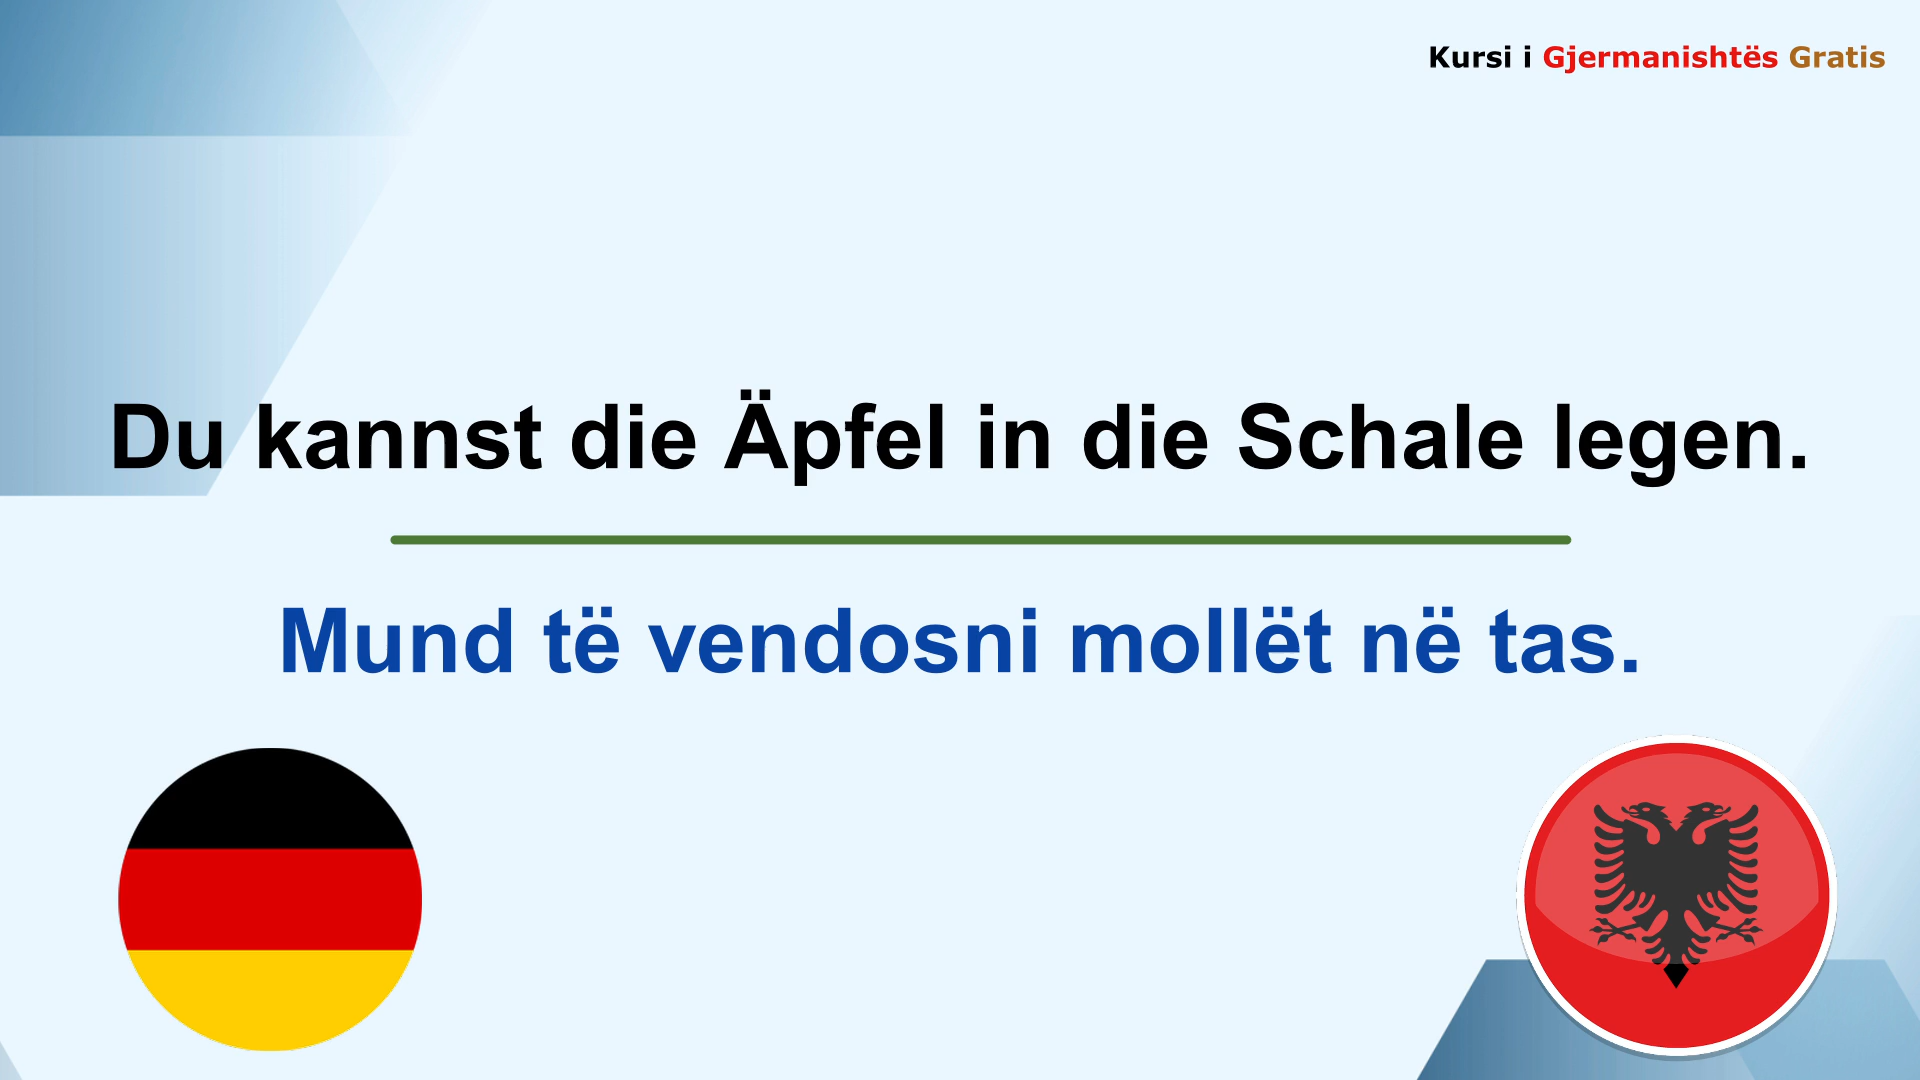 Kursi i Gjermanishtës Gratis
Du kannst die Äpfel in die Schale legen.
Mund të vendosni mollët në tas.